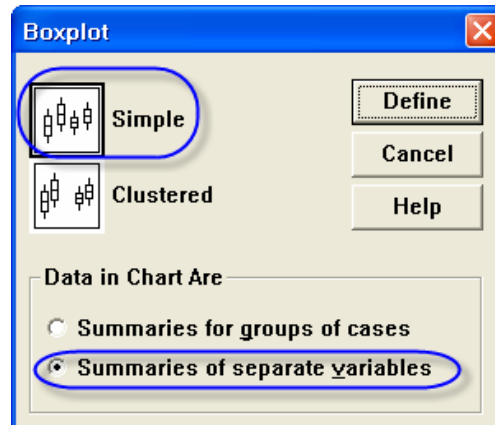 Boxplot
Simple
Define
Cancel
Clustered
Help
Data in Chart Are
Summaries for groups of cases
Summaries of separate variables